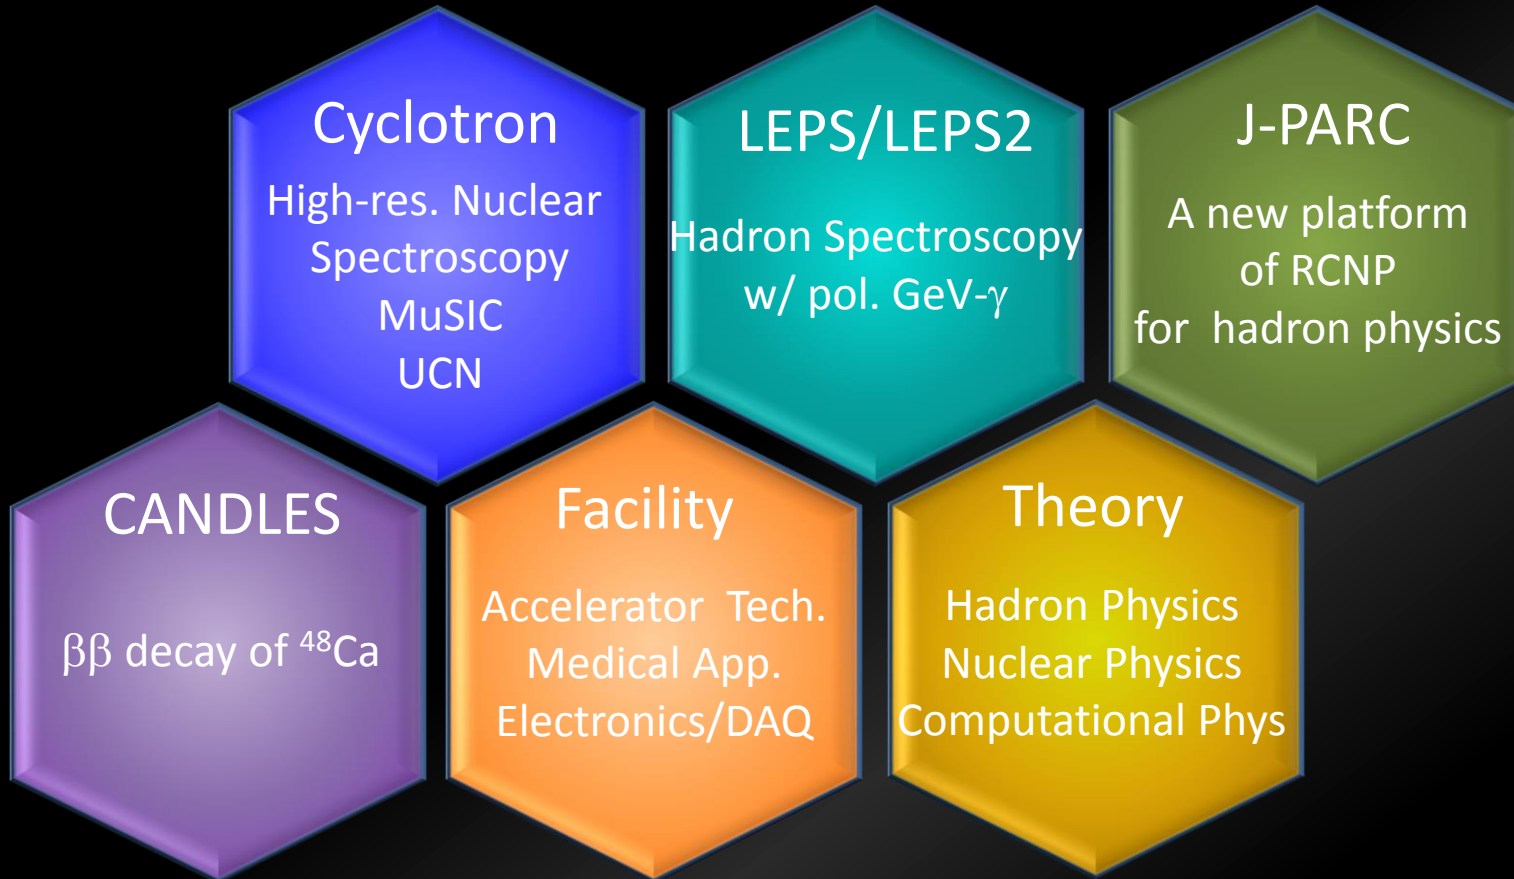 Cyclotron
High-res. Nuclear
Spectroscopy
MuSIC
UCN
LEPS/LEPS2
Hadron Spectroscopy
w/ pol. GeV-γ
J-PARC
A new platform
of RCNP
for  hadron physics
CANDLES
ββ decay of ⁴⁸Ca
Facility
Accelerator  Tech.
Medical App.
Electronics/DAQ
Theory
Hadron Physics
Nuclear Physics
Computational Phys